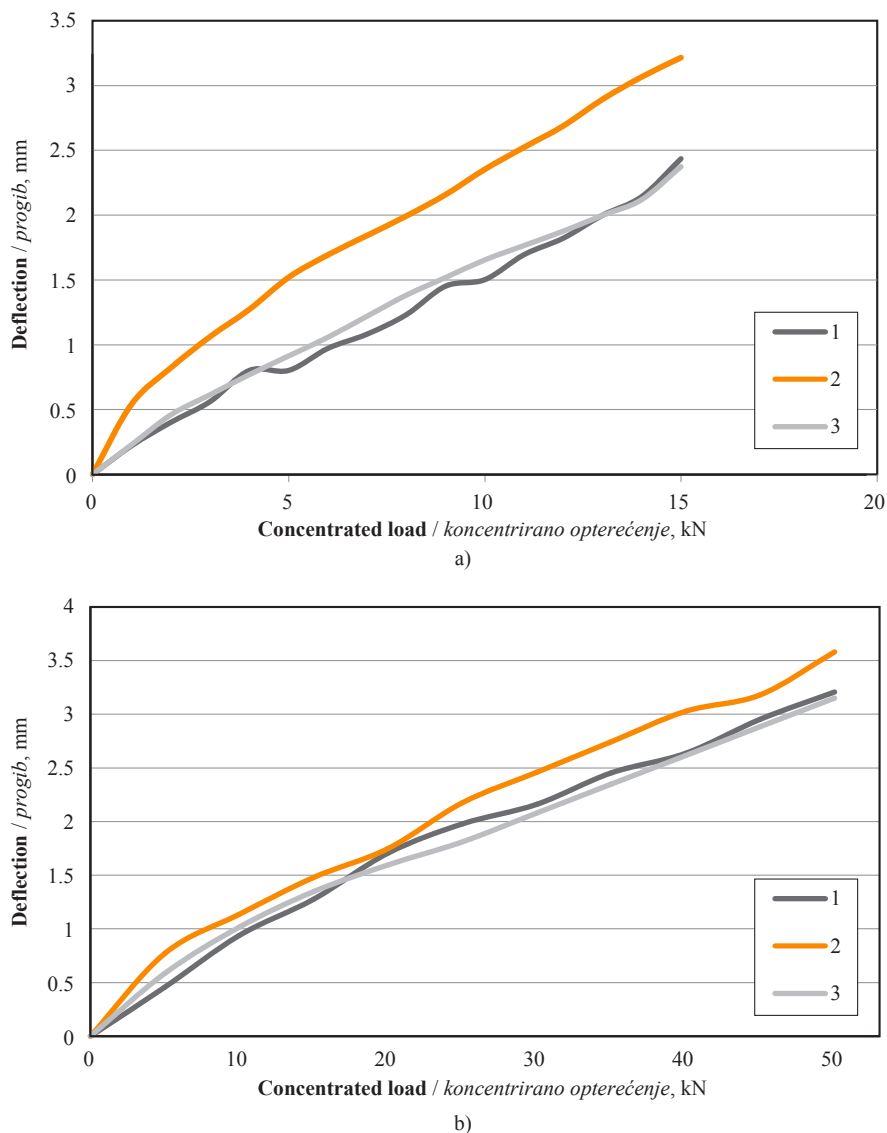 3.5
3
2.5
2
1.5
1
0.5
0
Deflection / progib, mm
1
2
3
0 5 10 15 20
Concentrated load / koncentrirano opterećenje, kN
a)
4
3.5
3
2.5
2
1.5
1
0.5
0
Deflection / progib, mm
1
2
3
0 10 20 30 40 50
Concentrated load / koncentrirano opterećenje, kN
b)